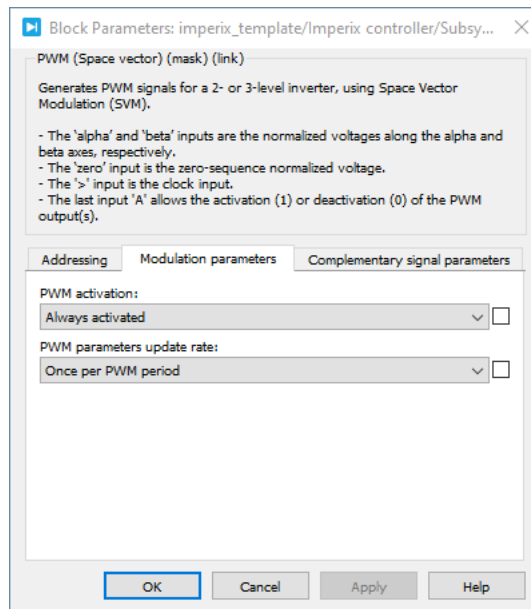 Block Parameters: imperix_template/Imperix controller/Subsy...
PWM (Space vector) (mask) (link)
Generates PWM signals for a 2- or 3-level inverter, using Space Vector
Modulation (SVM).
- The 'alpha' and 'beta' inputs are the normalized voltages along the alpha and
beta axes, respectively.
- The 'zero' input is the zero-sequence normalized voltage.
- The '>' input is the clock input.
- The last input 'A' allows the activation (1) or deactivation (0) of the PWM
output(s).
Addressing Modulation parameters Complementary signal parameters
PWM activation:
Always activated
PWM parameters update rate:
Once per PWM period
OK Cancel Apply Help